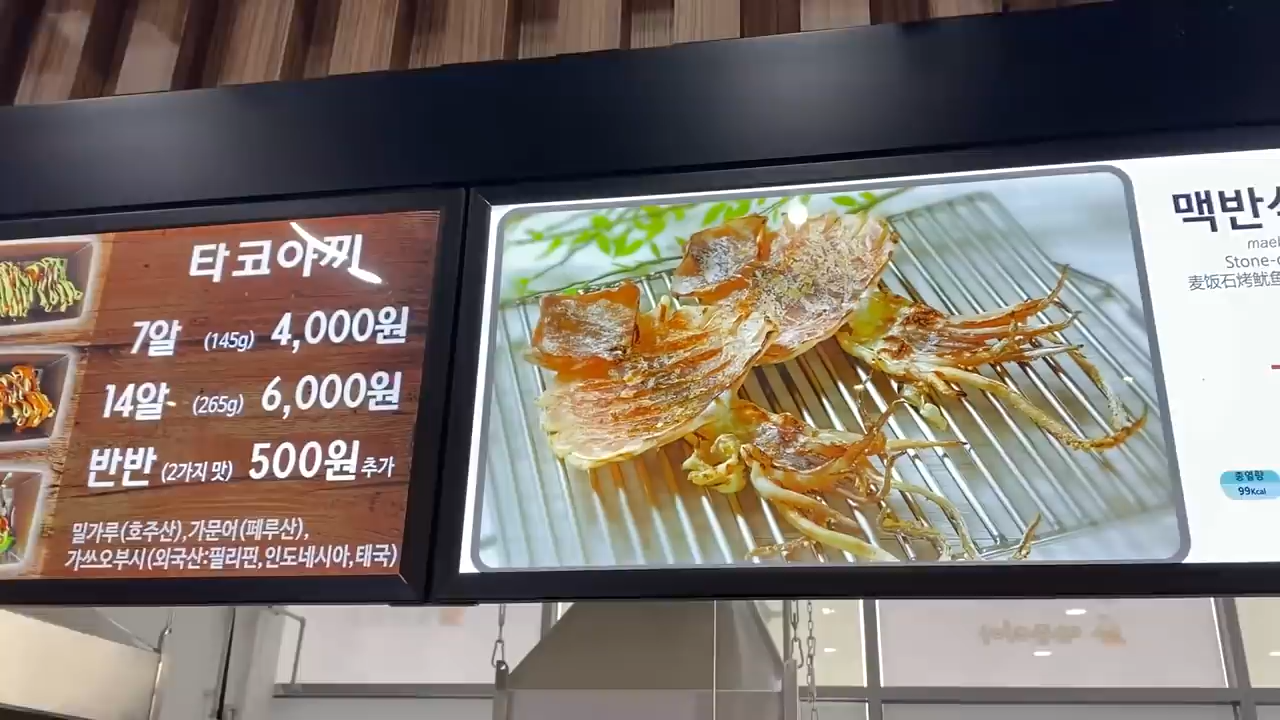 타코야끼
7알 (145g) 4,000원
14알 (265g) 6,000원
반반 (2가지 맛) 500원 추가
밀가루(호주산), 가문어(페루산),
가쓰오부시(외국산:필리핀,인도네시아,태국)
맥반
Stone-
麦饭石烤鱿鱼
총열량
99Kcal